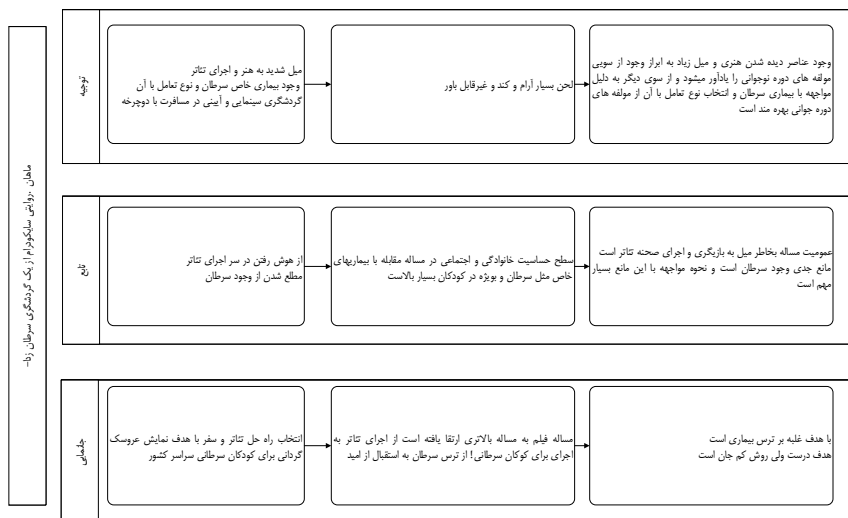 ماهان .روایتی سایکودرام از یک گردشگری سرطان زدا-
توجیه
میل شدید به هنر و اجرای تئاتر
وجود بیماری خاص سرطان و نوع تعامل با آن
گردشگری سینمایی و آیینی در مسافرت با دوچرخه
لحن بسیار آرام و کند و غیرقابل باور
وجود عناصر دیده شدن هنری و میل زیاد به ابراز وجود از سویی
مولفه های دوره نوجوانی را یادآور میشود و از سوی دیگر به دلیل
مواجهه با بیماری سرطان و انتخاب نوع تعامل با آن از مولفه های
دوره جوانی بهره مند است
تابع
از هوش رفتن در سر اجرای تئاتر
مطلع شدن از وجود سرطان
سطح حساسیت خانوادگی و اجتماعی در مساله مقابله با بیماریهای
خاص مثل سرطان و بویژه در کودکان بسیار بالاست
عمومیت مساله بخاطر میل به بازیگری و اجرای صحنه تئاتر است
مانع جدی وجود سرطان است و نحوه مواجهه با این مانع بسیار
مهم است
جانمایی
انتخاب راه حل تئاتر و سفر با هدف نمایش عروسک
گردانی برای کودکان سرطانی سراسر کشور
مساله فیلم به مساله بالاتری ارتقا یافته است از اجرای تئاتر به
اجرای برای کوکان سرطانی! از ترس سرطان به استقبال از امید
با هدف غلبه بر ترس بیماری است
هدف درست ولی روش کم جان است